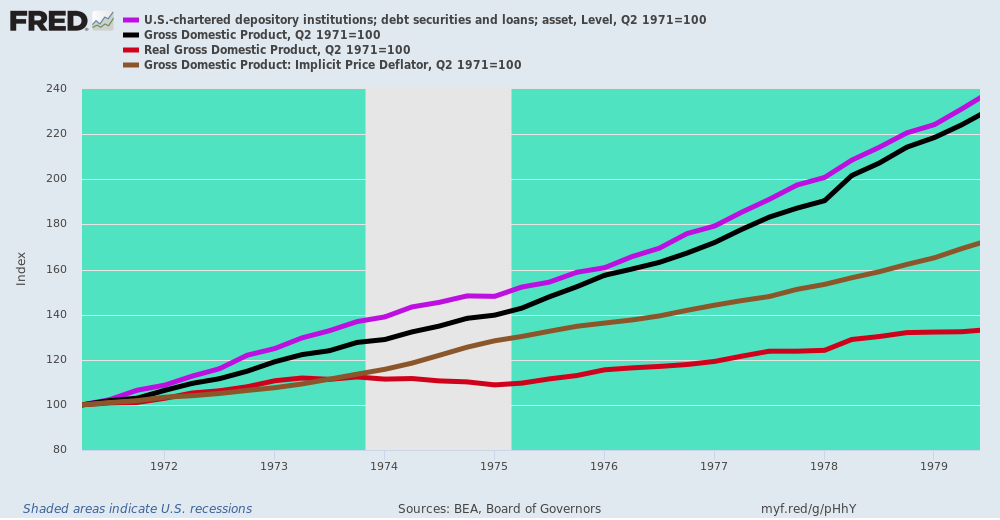 FRED
U.S.-chartered depository institutions; debt securities and loans; asset, Level, Q2 1971=100
Gross Domestic Product, Q2 1971=100
Real Gross Domestic Product, Q2 1971=100
Gross Domestic Product: Implicit Price Deflator, Q2 1971=100
240
220
200
180
160
140
120
100
80
Index
1972 1973 1974 1975 1976 1977 1978 1979
Shaded areas indicate U.S. recessions Sources: BEA, Board of Governors myf.red/g/pHhY